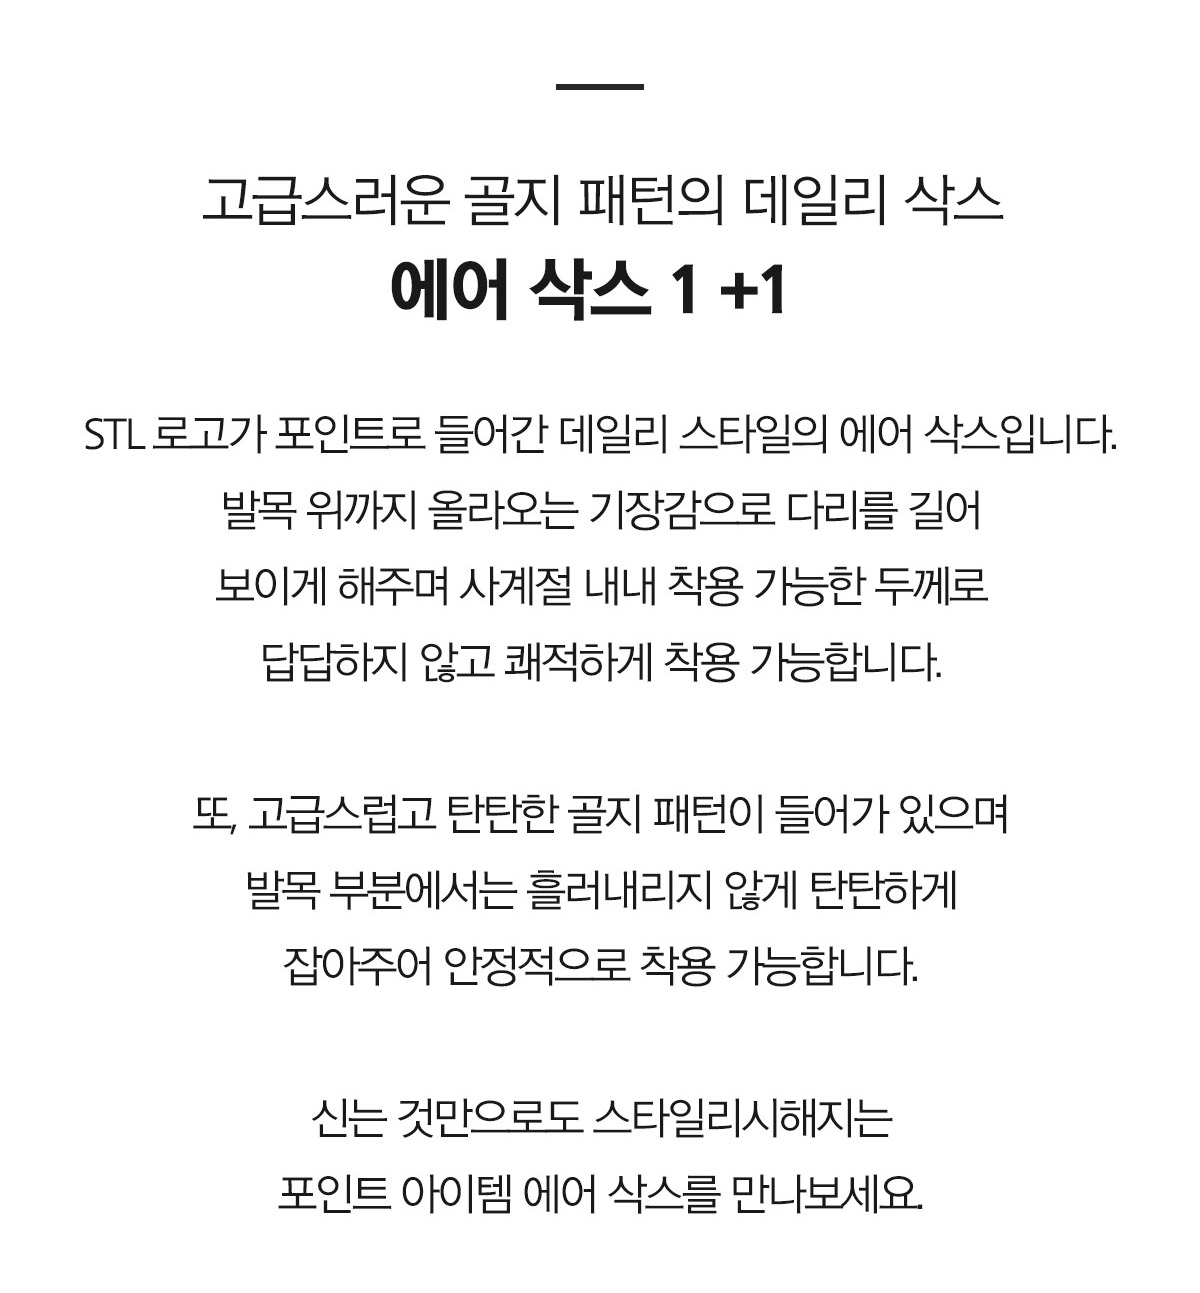 고급스러운 골지 패턴의 데일리 삭스
에어 삭스 1 +1
STL 로고가 포인트로 들어간 데일리 스타일의 에어 삭스입니다.
발목 위까지 올라오는 기장감으로 다리를 길어
보이게 해주며 사계절 내내 착용 가능한 두께로
답답하지 않고 쾌적하게 착용 가능합니다.
또, 고급스럽고 탄탄한 골지 패턴이 들어가 있으며
발목 부분에서는 흘러내리지 않게 탄탄하게
잡아주어 안정적으로 착용 가능합니다.
신는 것만으로도 스타일리시해지는
포인트 아이템 에어 삭스를 만나보세요.